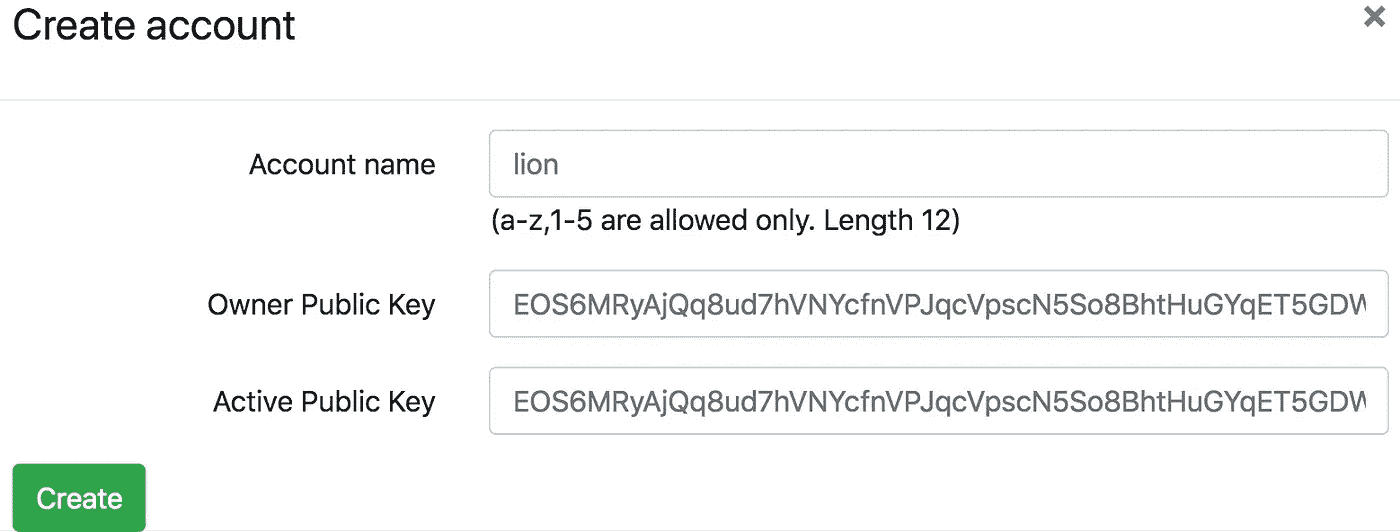 Create account
×
Account name
lion
(a-z,1-5 are allowed only. Length 12)
Owner Public Key
EOS6MRyAjQq8ud7hVNYcfnVPJqcVpscN5So8BhtHuGYqET5GDW
Active Public Key
EOS6MRyAjQq8ud7hVNYcfnVPJqcVpscN5So8BhtHuGYqET5GDW
Create